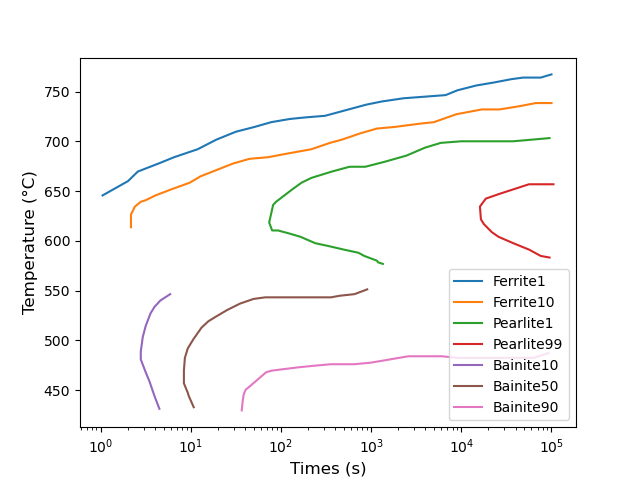 750
700
650
600
550
500
450
Temperature (°C)
10⁰
10¹
10²
10³
10⁴
10⁵
Times (s)
Ferrite1
Ferrite10
Pearlite1
Pearlite99
Bainite10
Bainite50
Bainite90